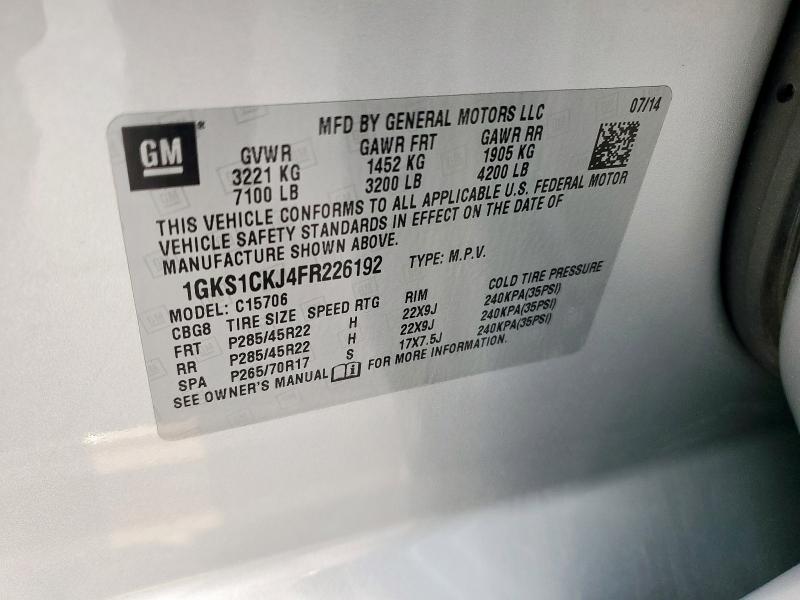 GM
MFD BY GENERAL MOTORS LLC 07/14
GVWR GAWR FRT GAWR RR
3221 KG 1452 KG 1905 KG
7100 LB 3200 LB 4200 LB
THIS VEHICLE CONFORMS TO ALL APPLICABLE U.S. FEDERAL MOTOR
VEHICLE SAFETY STANDARDS IN EFFECT ON THE DATE OF
MANUFACTURE SHOWN ABOVE.
1GKS1CKJ4FR226192 TYPE: M.P.V.
MODEL: C15706
CBG8 TIRE SIZE SPEED RTG RIM COLD TIRE PRESSURE
FRT P285/45R22 H 22X9J 240KPA(35PSI)
RR P285/45R22 H 22X9J 240KPA(35PSI)
SPA P265/70R17 S 17X7.5J 240KPA(35PSI)
SEE OWNER'S MANUAL FOR MORE INFORMATION.